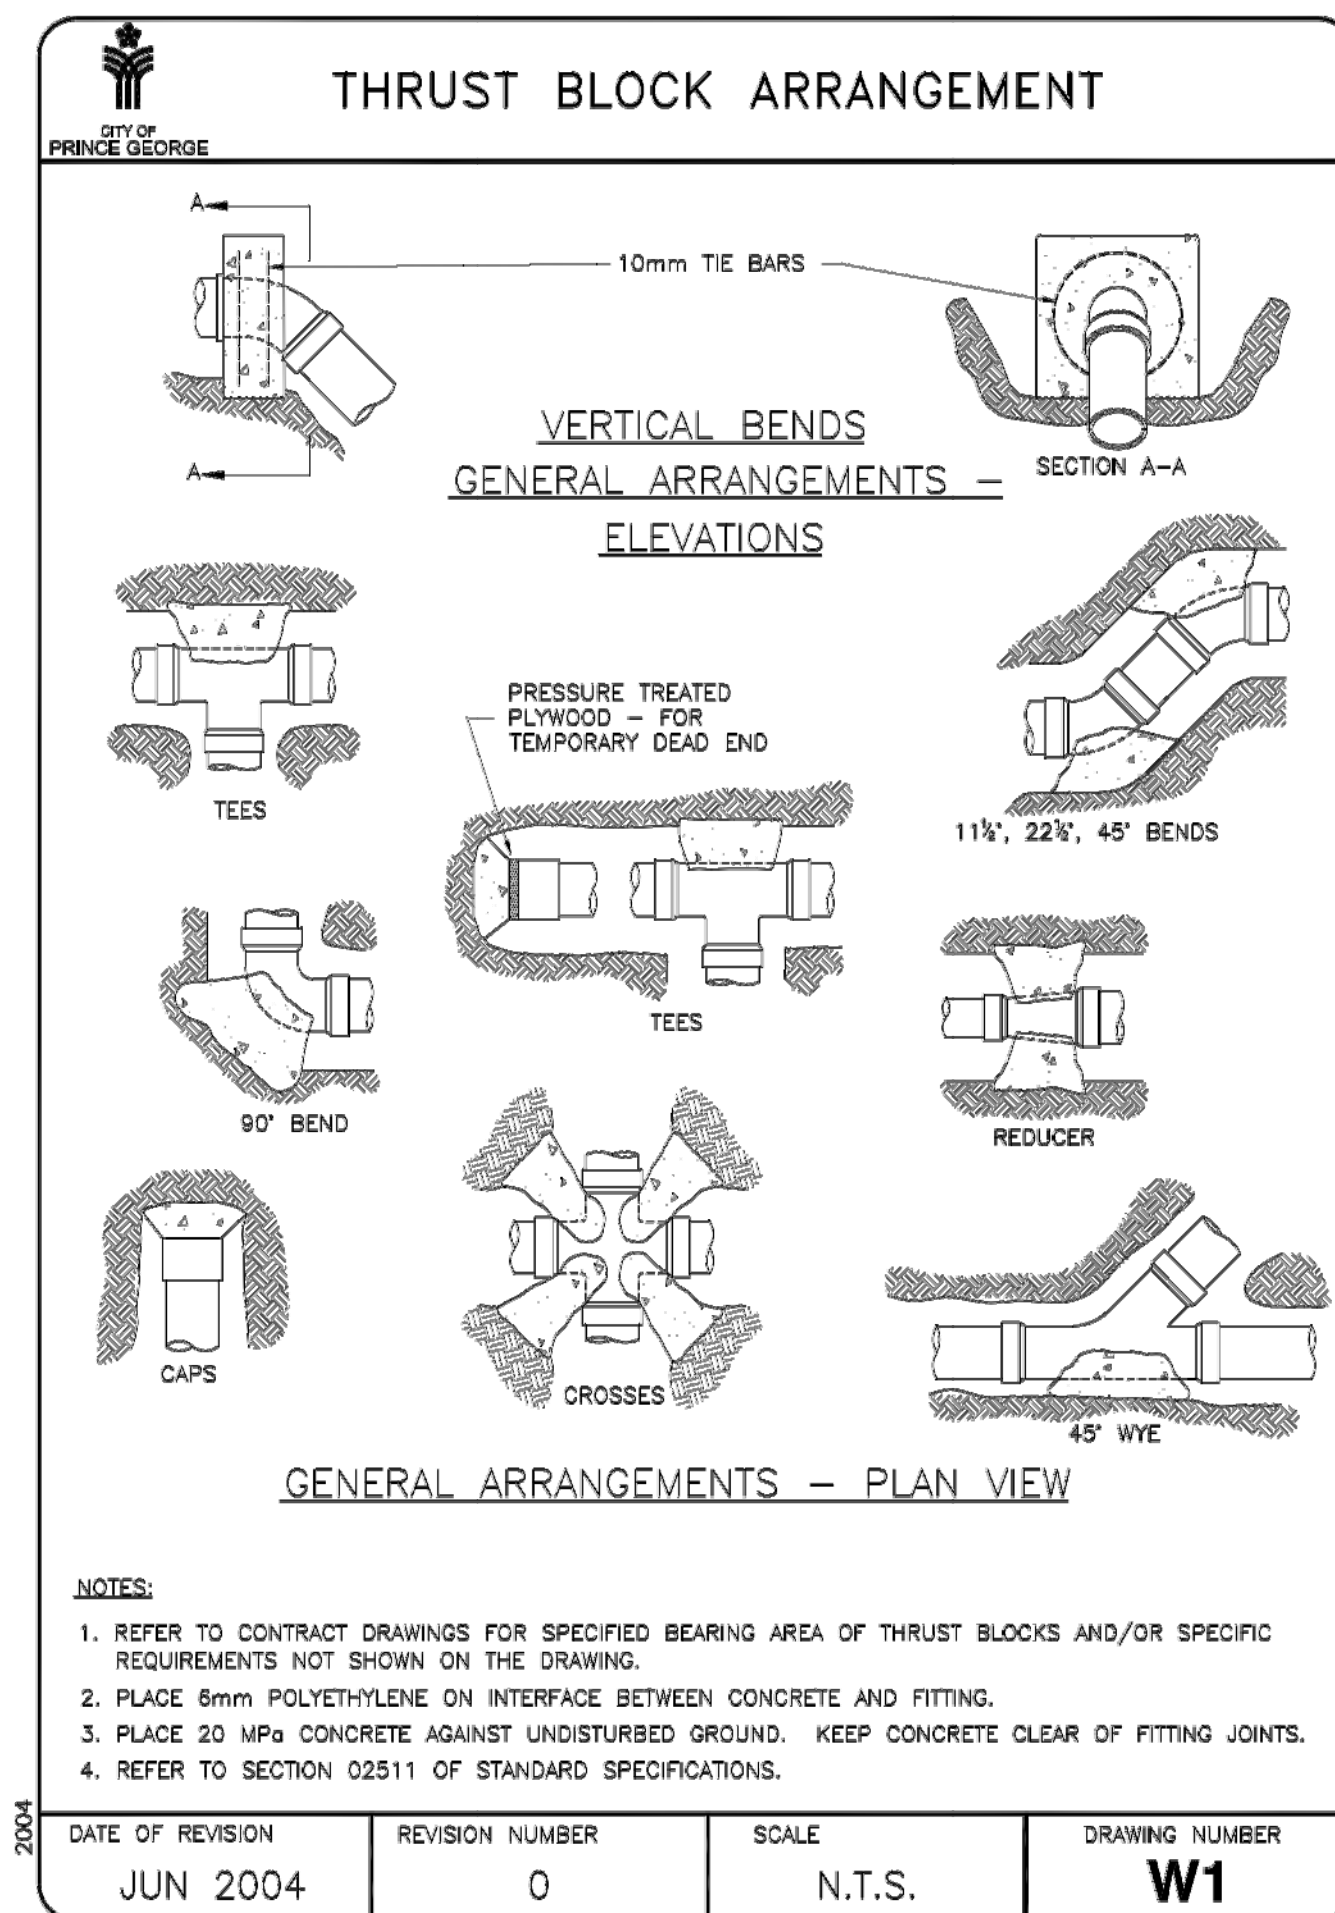 CITY OF
PRINCE GEORGE
THRUST BLOCK ARRANGEMENT
A
10mm TIE BARS
A
SECTION A-A
VERTICAL BENDS
GENERAL ARRANGEMENTS –
ELEVATIONS
TEES
PRESSURE TREATED
PLYWOOD – FOR
TEMPORARY DEAD END
11½°, 22½°, 45° BENDS
TEES
90° BEND
REDUCER
CAPS
CROSSES
45° WYE
GENERAL ARRANGEMENTS – PLAN VIEW
NOTES:
1. REFER TO CONTRACT DRAWINGS FOR SPECIFIED BEARING AREA OF THRUST BLOCKS AND/OR SPECIFIC
REQUIREMENTS NOT SHOWN ON THE DRAWING.
2. PLACE 6mm POLYETHYLENE ON INTERFACE BETWEEN CONCRETE AND FITTING.
3. PLACE 20 MPa CONCRETE AGAINST UNDISTURBED GROUND. KEEP CONCRETE CLEAR OF FITTING JOINTS.
4. REFER TO SECTION 02511 OF STANDARD SPECIFICATIONS.
2004
DATE OF REVISION
JUN 2004
REVISION NUMBER
0
SCALE
N.T.S.
DRAWING NUMBER
W1